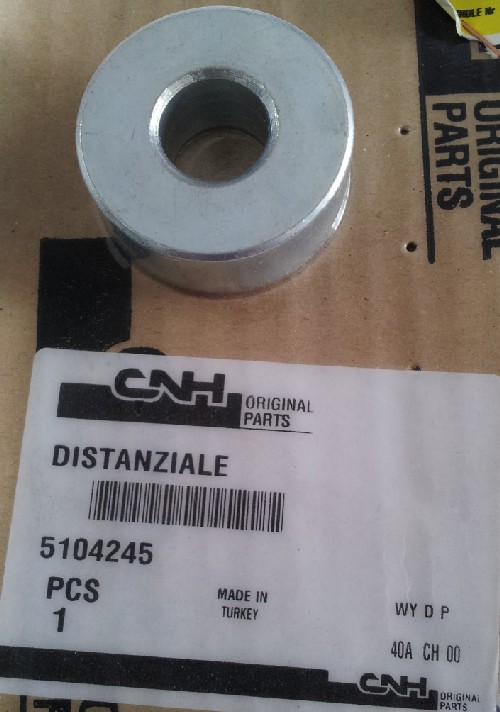 ORIGINAL
PARTS
CNH
ORIGINAL
PARTS
DISTANZIALE
5104245
PCS
1
MADE IN
TURKEY
WY D P
40A CH 00
CNH
ORIGINAL
PARTS